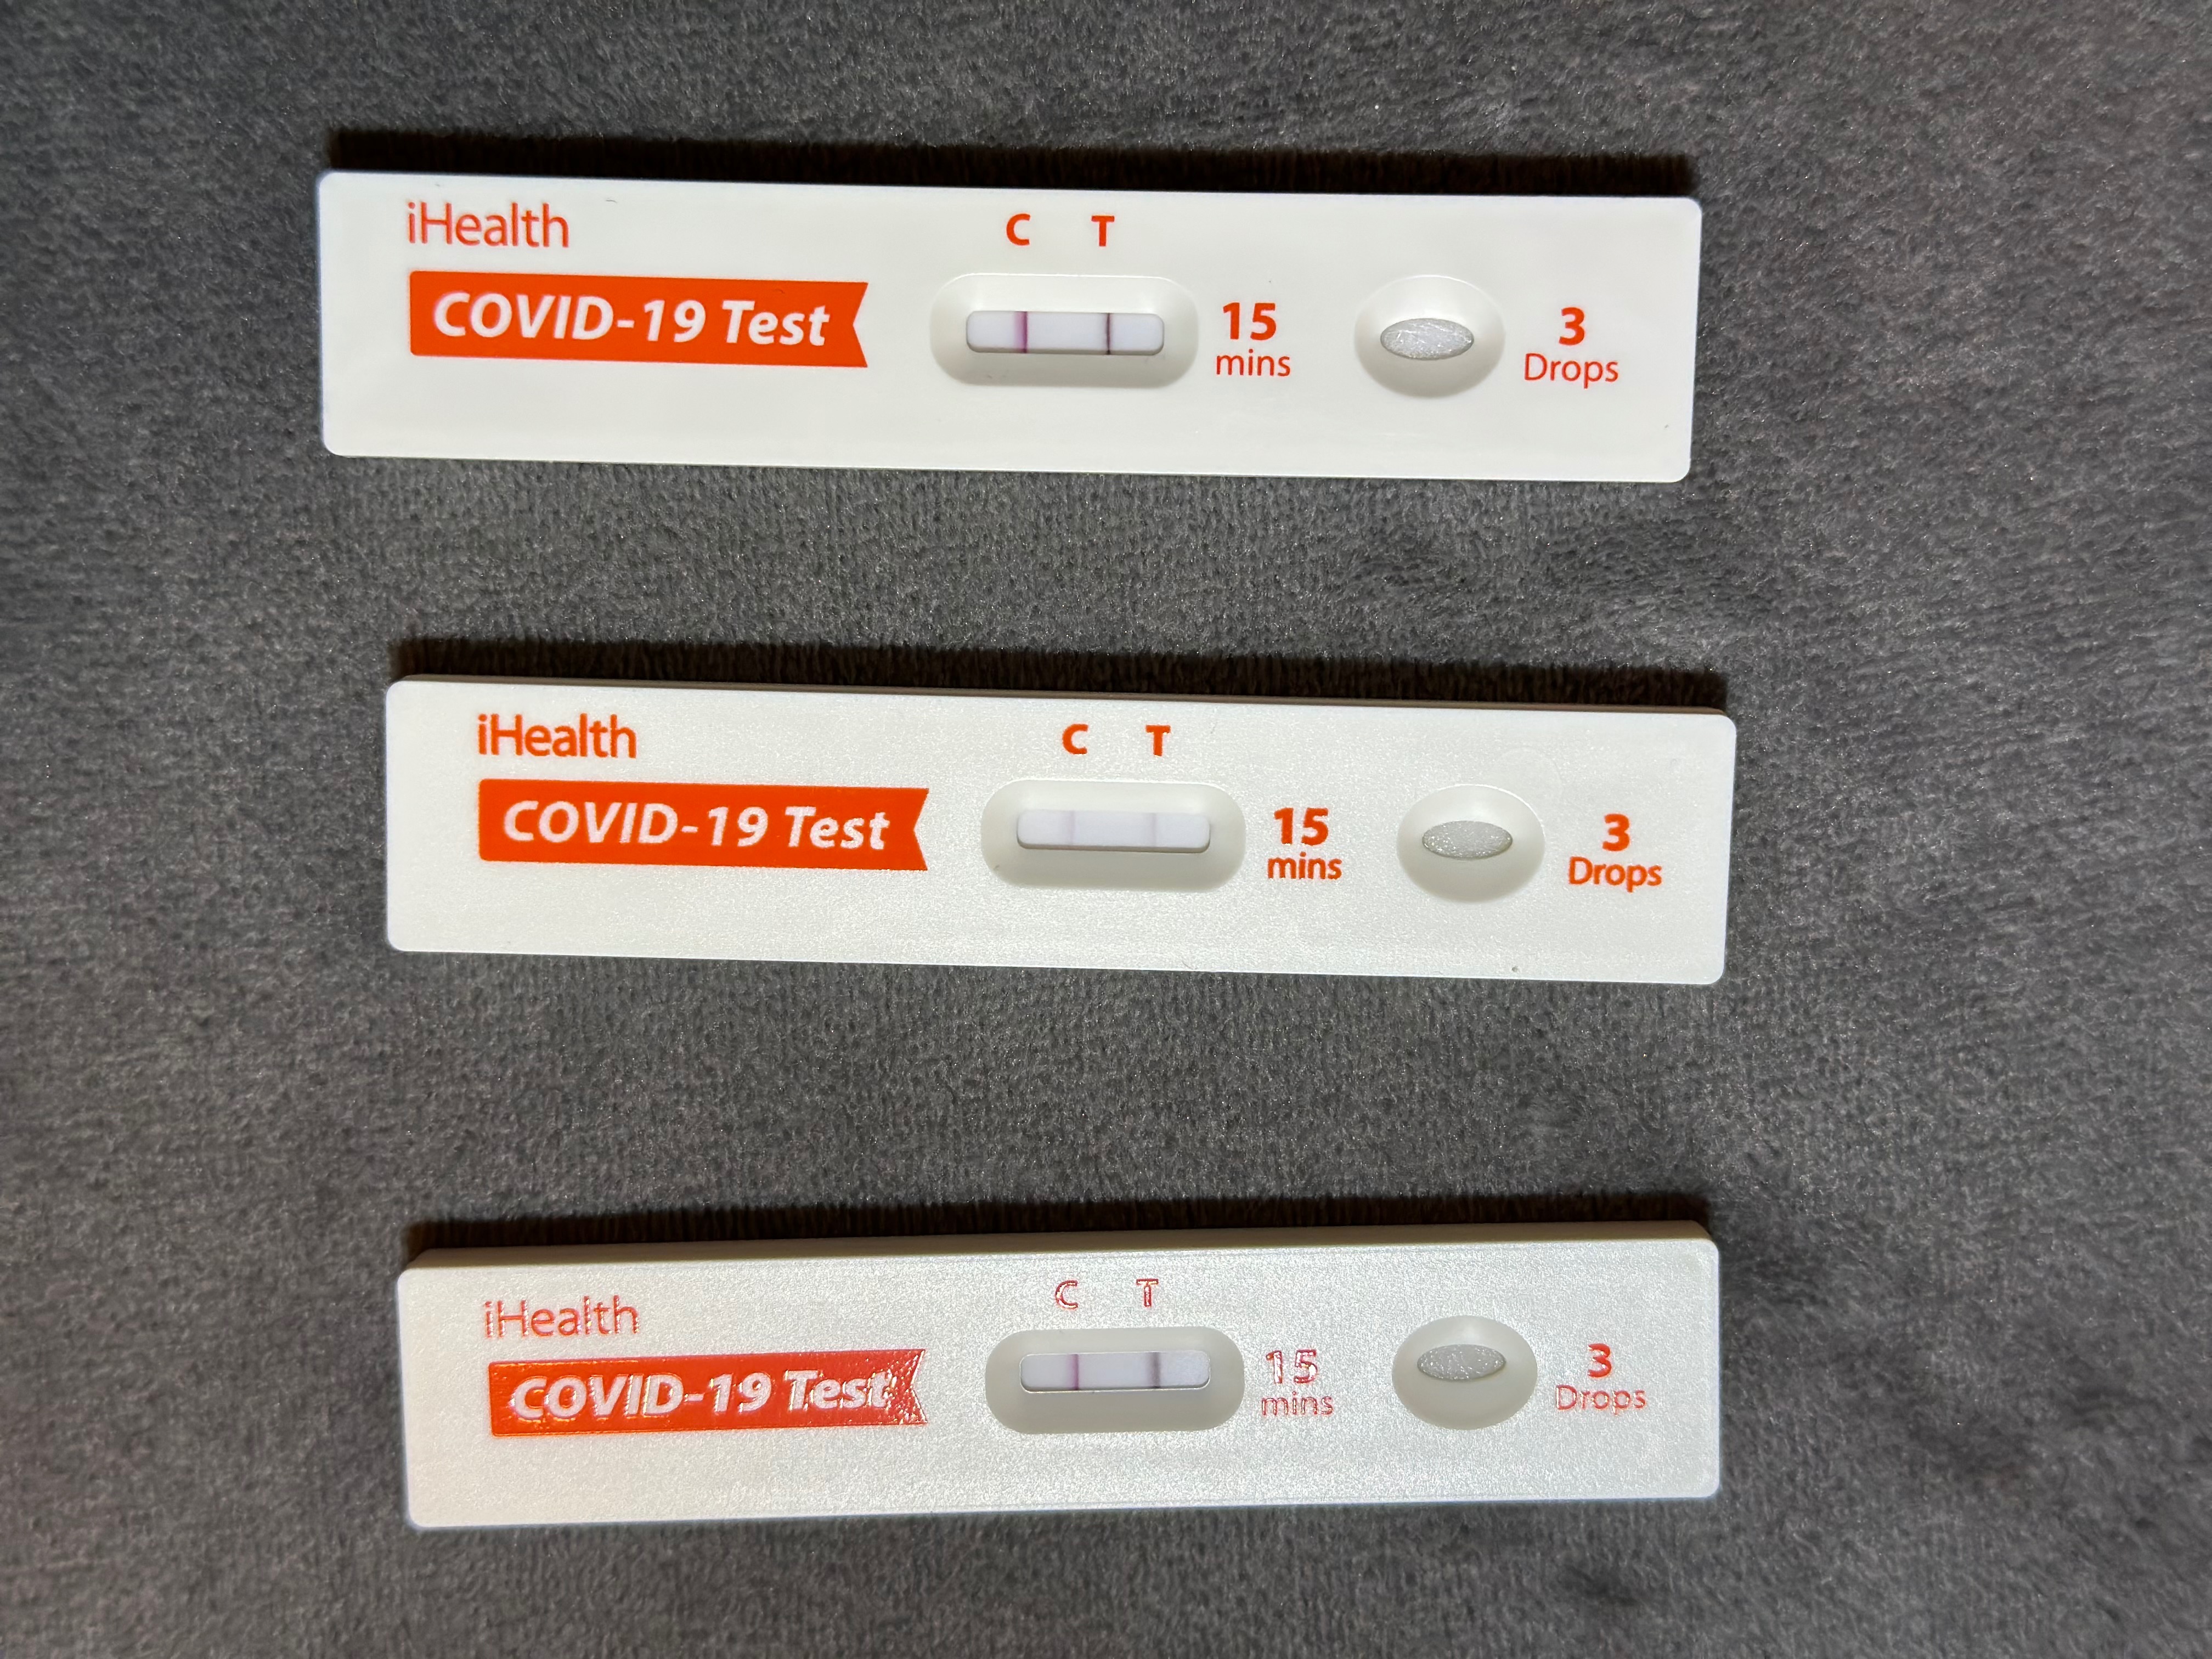 iHealth
C T
COVID-19 Test
15
mins
3
Drops
iHealth
C T
COVID-19 Test
15
mins
3
Drops
iHealth
C T
COVID-19 Test
15
mins
3
Drops